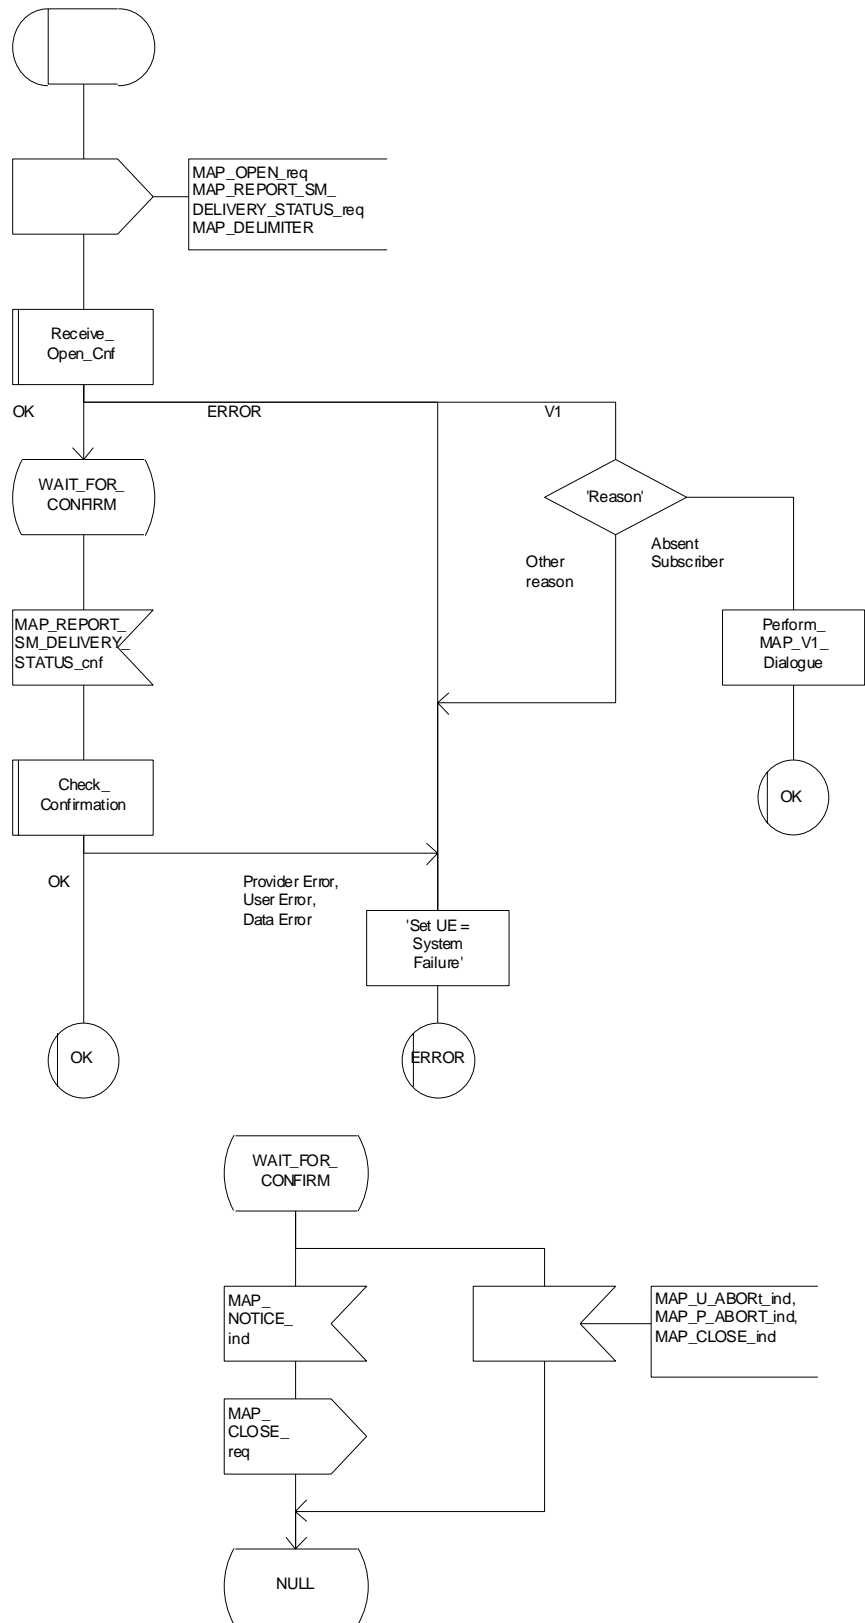 MAP_OPEN_req
MAP_REPORT_SM_
DELIVERY_STATUS_req
MAP_DELIMITER
Receive_
Open_Cnf
OK
ERROR
V1
WAIT_FOR_
CONFIRM
'Reason'
Other
reason
Absent
Subscriber
MAP_REPORT_
SM_DELIVERY_
STATUS_cnf
Perform_
MAP_V1_
Dialogue
Check_
Confirmation
OK
OK
Provider Error,
User Error,
Data Error
'Set UE =
System
Failure'
OK
ERROR
WAIT_FOR_
CONFIRM
MAP_
NOTICE_
ind
MAP_U_ABORt_ind,
MAP_P_ABORT_ind,
MAP_CLOSE_ind
MAP_
CLOSE_
req
NULL